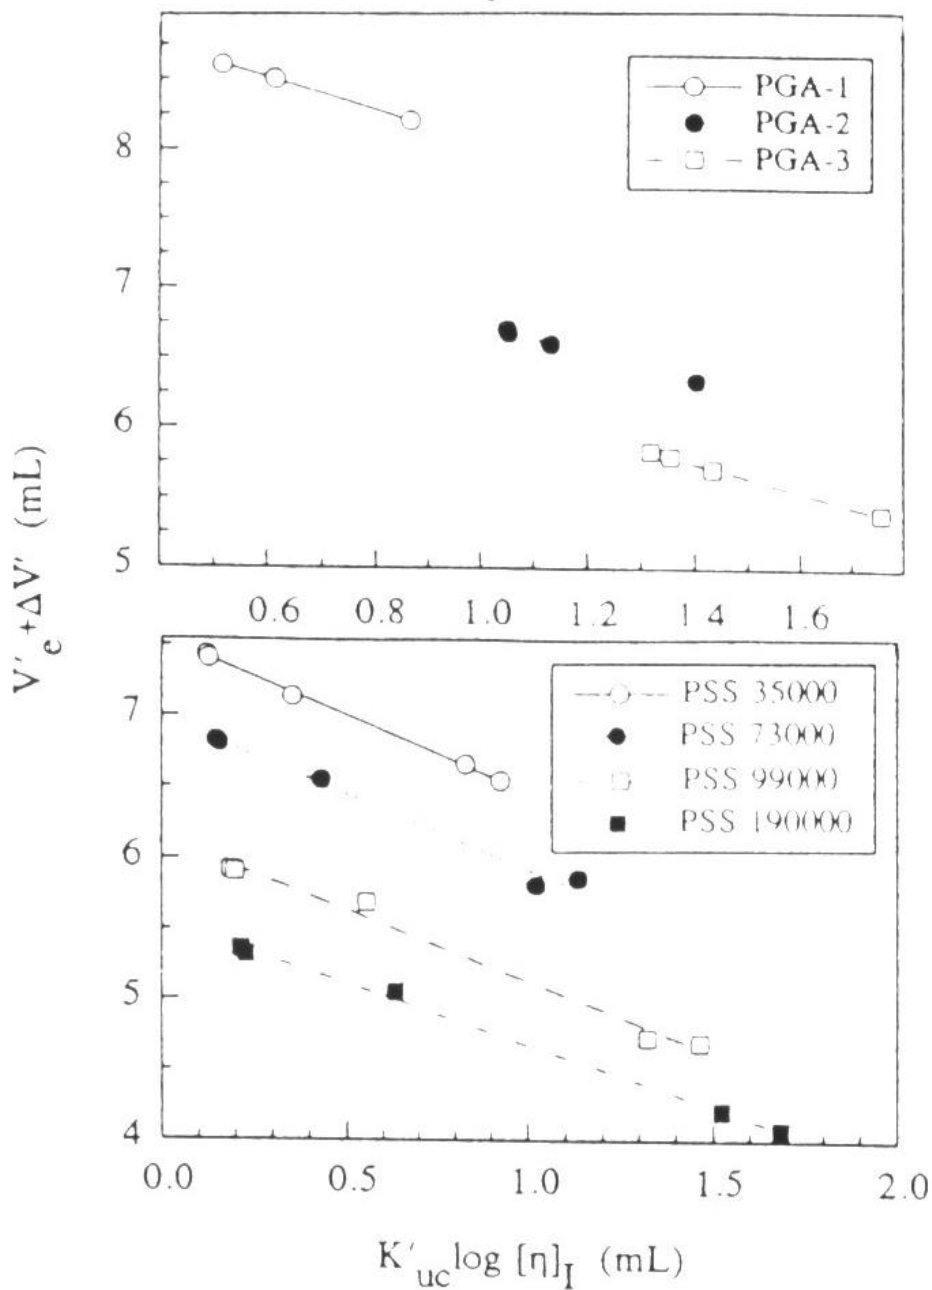 PGA-1
PGA-2
PGA-3
8
7
6
5
0.6 0.8 1.0 1.2 1.4 1.6
V′e+ΔV′ (mL)
PSS 35000
PSS 73000
PSS 99000
PSS 190000
7
6
5
4
0.0 0.5 1.0 1.5 2.0
K′uc log [η]I (mL)